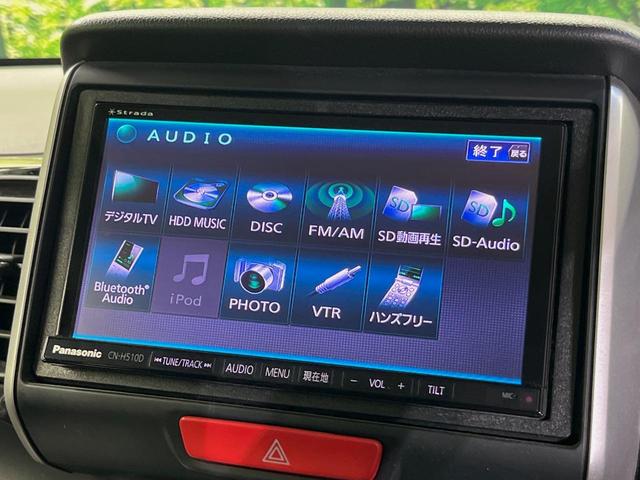 Strada
AUDIO
終了 戻る
デジタルTV HDD MUSIC DISC FM/AM SD動画再生 SD-Audio
Bluetooth® Audio iPod PHOTO VTR ハンズフリー
Panasonic CN-H510D TUNE/TRACK AUDIO MENU 現在地 − VOL + TILT MIC